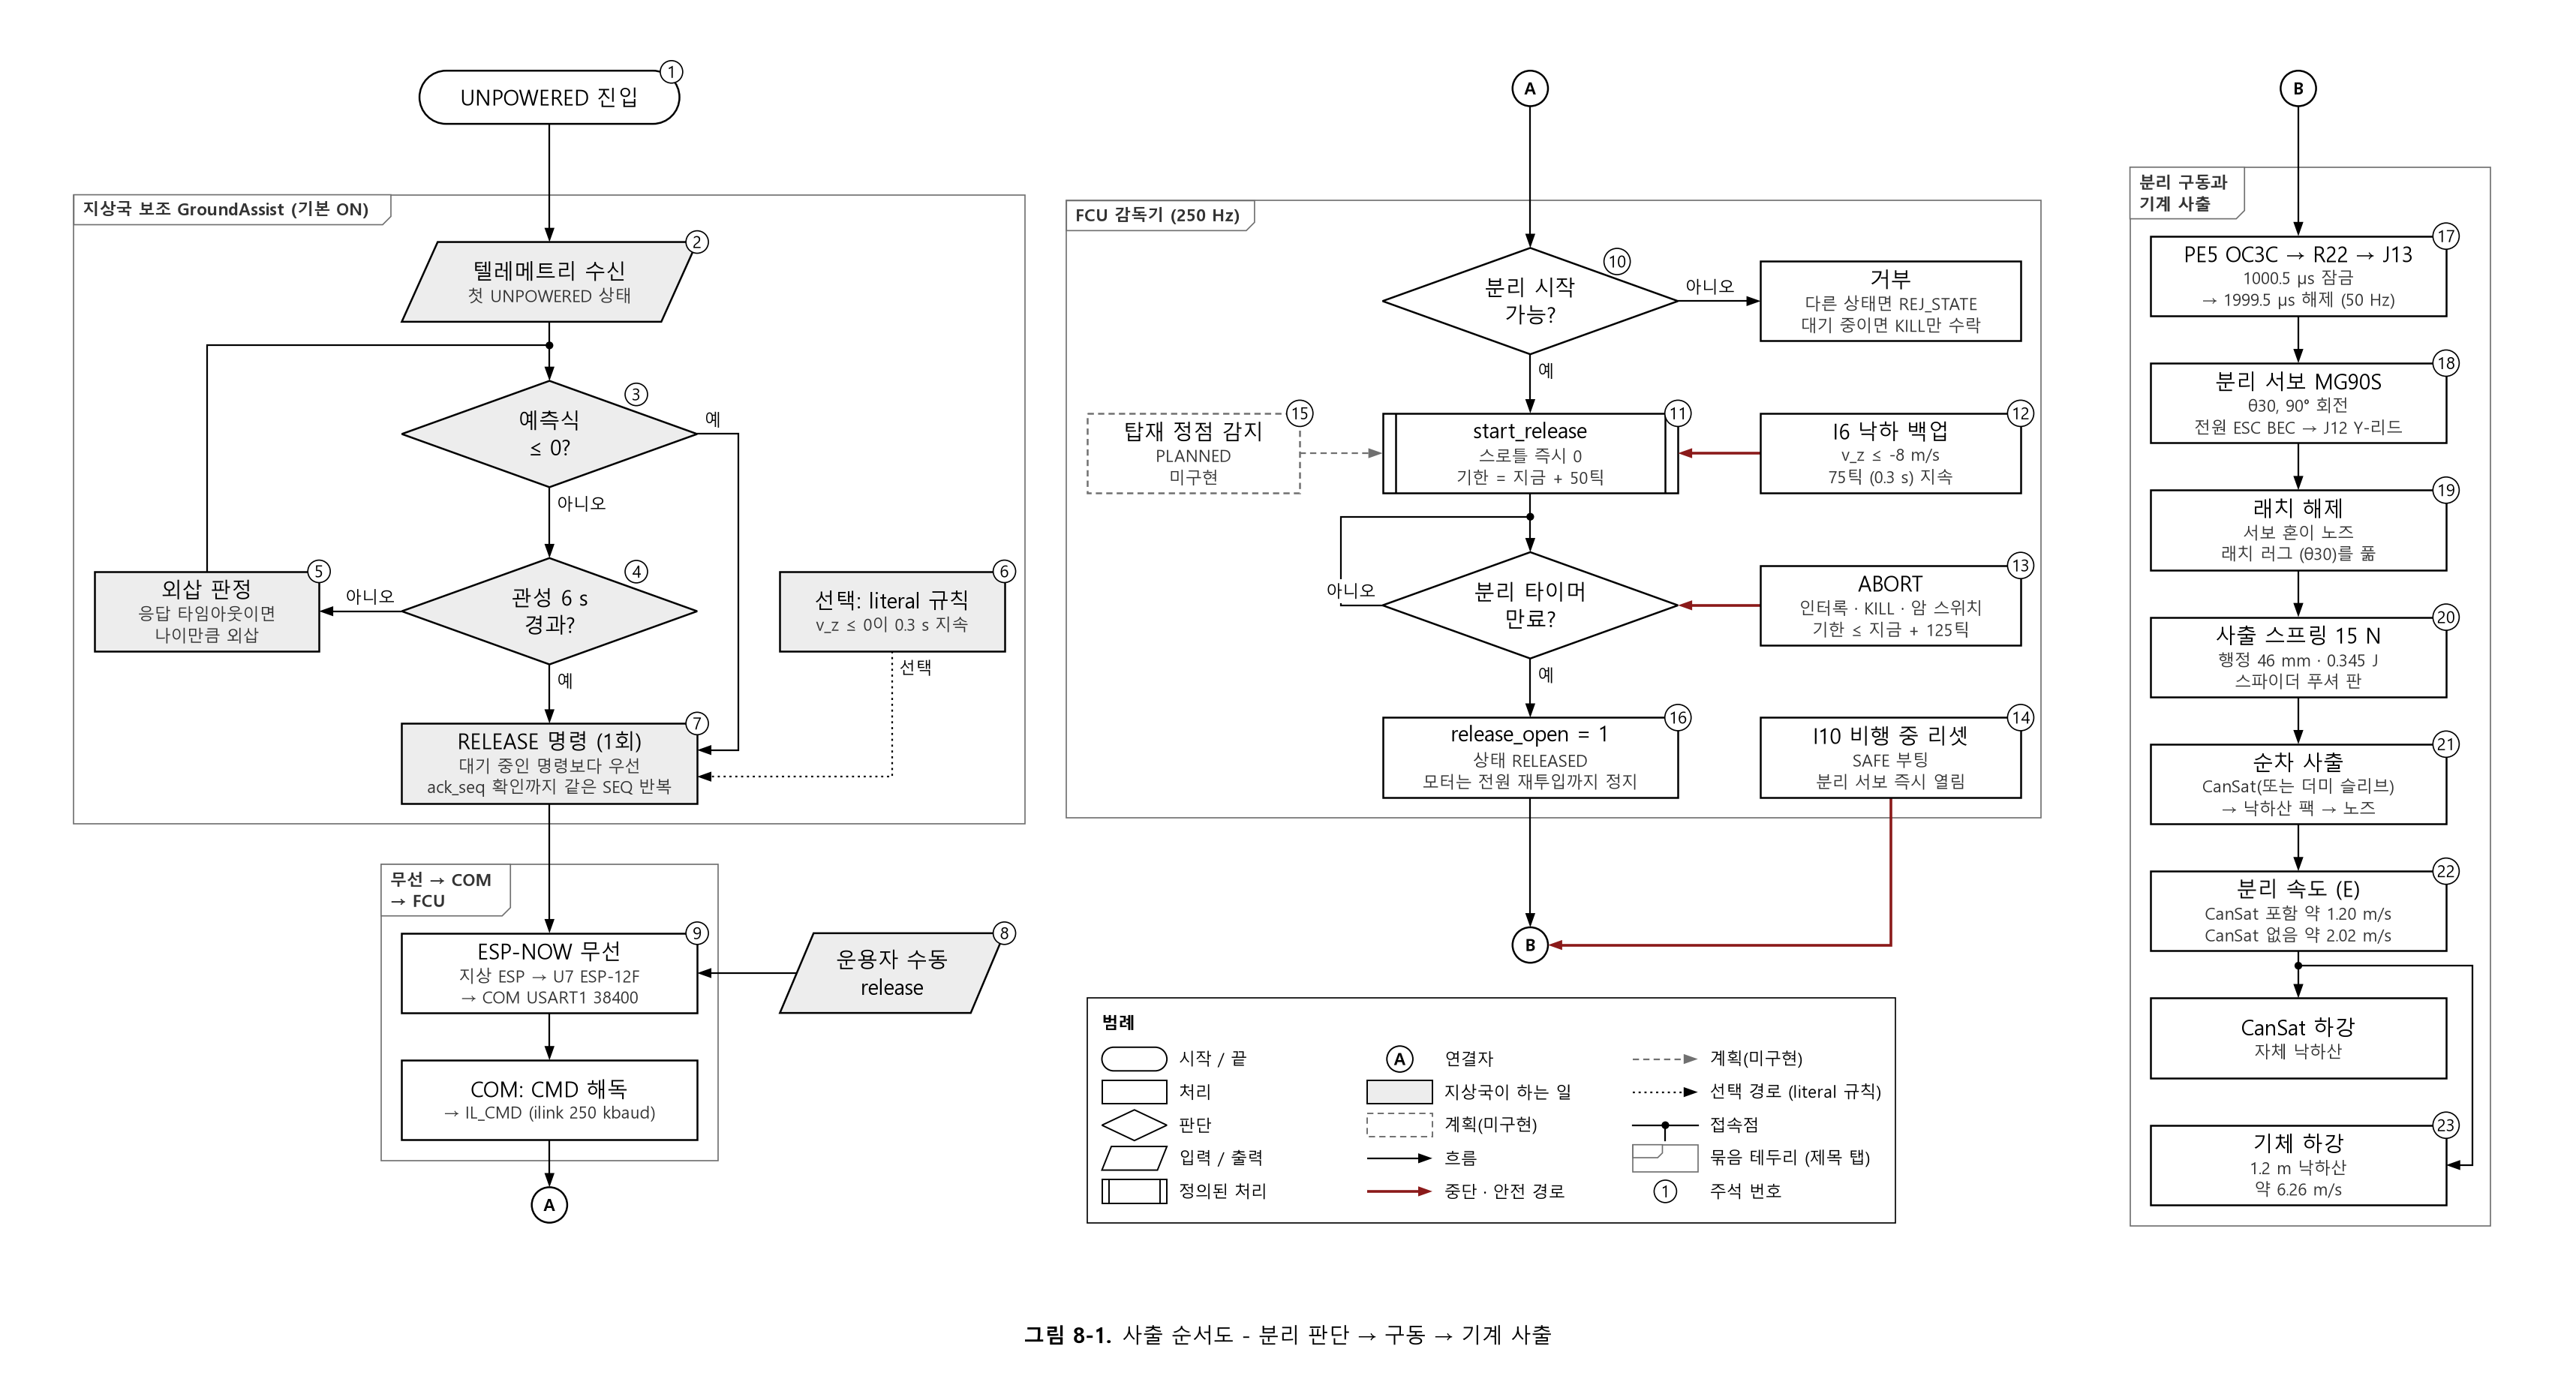 UNPOWERED 진입
1
지상국 보조 GroundAssist (기본 ON)
텔레메트리 수신
첫 UNPOWERED 상태
2
예측식
≤ 0?
3
예
아니오
관성 6 s
경과?
4
아니오
예
외삽 판정
응답 타임아웃이면
나이만큼 외삽
5
선택: literal 규칙
v_z ≤ 0이 0.3 s 지속
6
선택
RELEASE 명령 (1회)
대기 중인 명령보다 우선
ack_seq 확인까지 같은 SEQ 반복
7
무선 → COM
→ FCU
ESP-NOW 무선
지상 ESP → U7 ESP-12F
→ COM USART1 38400
9
운용자 수동
release
8
COM: CMD 해독
→ IL_CMD (ilink 250 kbaud)
A
A
FCU 감독기 (250 Hz)
분리 시작
가능?
10
아니오
거부
다른 상태면 REJ_STATE
대기 중이면 KILL만 수락
예
탑재 정점 감지
PLANNED
미구현
15
start_release
스로틀 즉시 0
기한 = 지금 + 50틱
11
I6 낙하 백업
v_z ≤ -8 m/s
75틱 (0.3 s) 지속
12
아니오
분리 타이머
만료?
ABORT
인터록 · KILL · 암 스위치
기한 ≤ 지금 + 125틱
13
예
release_open = 1
상태 RELEASED
모터는 전원 재투입까지 정지
16
I10 비행 중 리셋
SAFE 부팅
분리 서보 즉시 열림
14
B
범례
시작 / 끝
처리
판단
입력 / 출력
정의된 처리
A
연결자
지상국이 하는 일
계획(미구현)
흐름
중단 · 안전 경로
계획(미구현)
선택 경로 (literal 규칙)
접속점
묶음 테두리 (제목 탭)
1
주석 번호
B
분리 구동과
기계 사출
PE5 OC3C → R22 → J13
1000.5 µs 잠금
→ 1999.5 µs 해제 (50 Hz)
17
분리 서보 MG90S
θ30, 90° 회전
전원 ESC BEC → J12 Y-리드
18
래치 해제
서보 혼이 노즈
래치 러그 (θ30)를 풂
19
사출 스프링 15 N
행정 46 mm · 0.345 J
스파이더 푸셔 판
20
순차 사출
CanSat(또는 더미 슬리브)
→ 낙하산 팩 → 노즈
21
분리 속도 (E)
CanSat 포함 약 1.20 m/s
CanSat 없음 약 2.02 m/s
22
CanSat 하강
자체 낙하산
기체 하강
1.2 m 낙하산
약 6.26 m/s
23
그림 8-1. 사출 순서도 - 분리 판단 → 구동 → 기계 사출